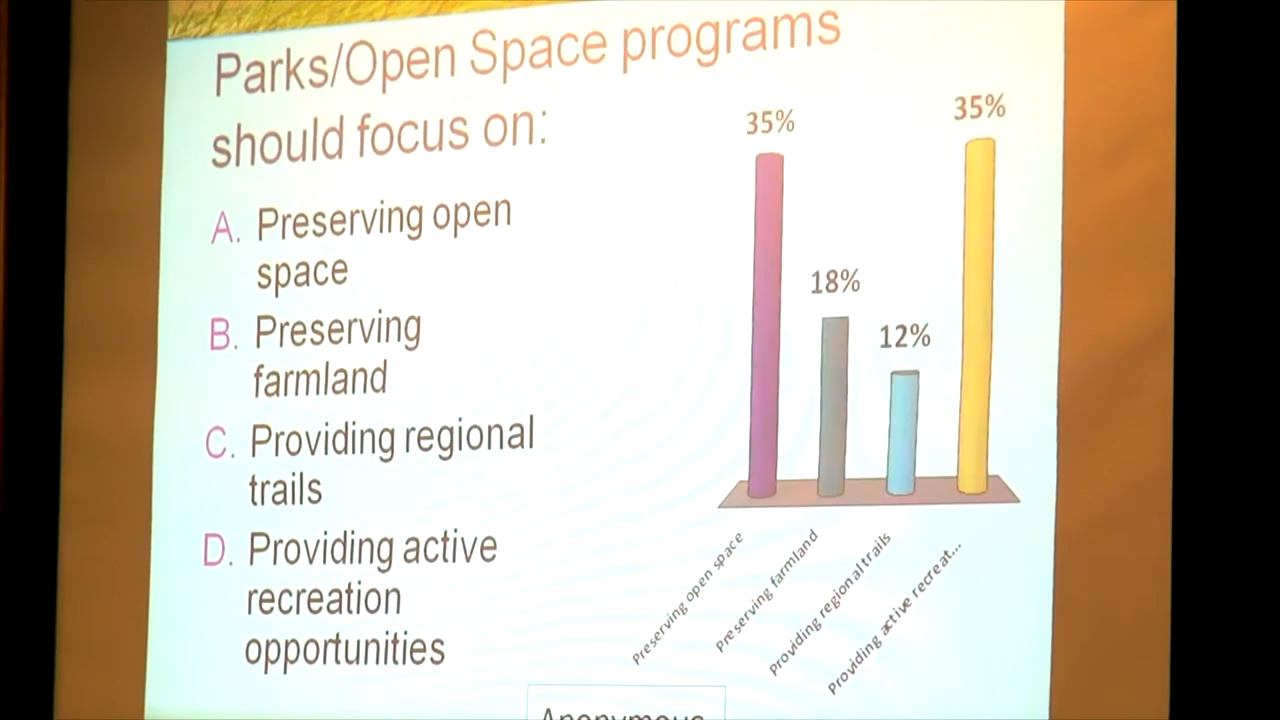 Parks/Open Space programs
should focus on:
A. Preserving open
space
B. Preserving
farmland
C. Providing regional
trails
D. Providing active
recreation
opportunities
35%
18%
12%
35%
Preserving open space
Preserving farmland
Providing regional trails
Providing active recreat...
Anonymous